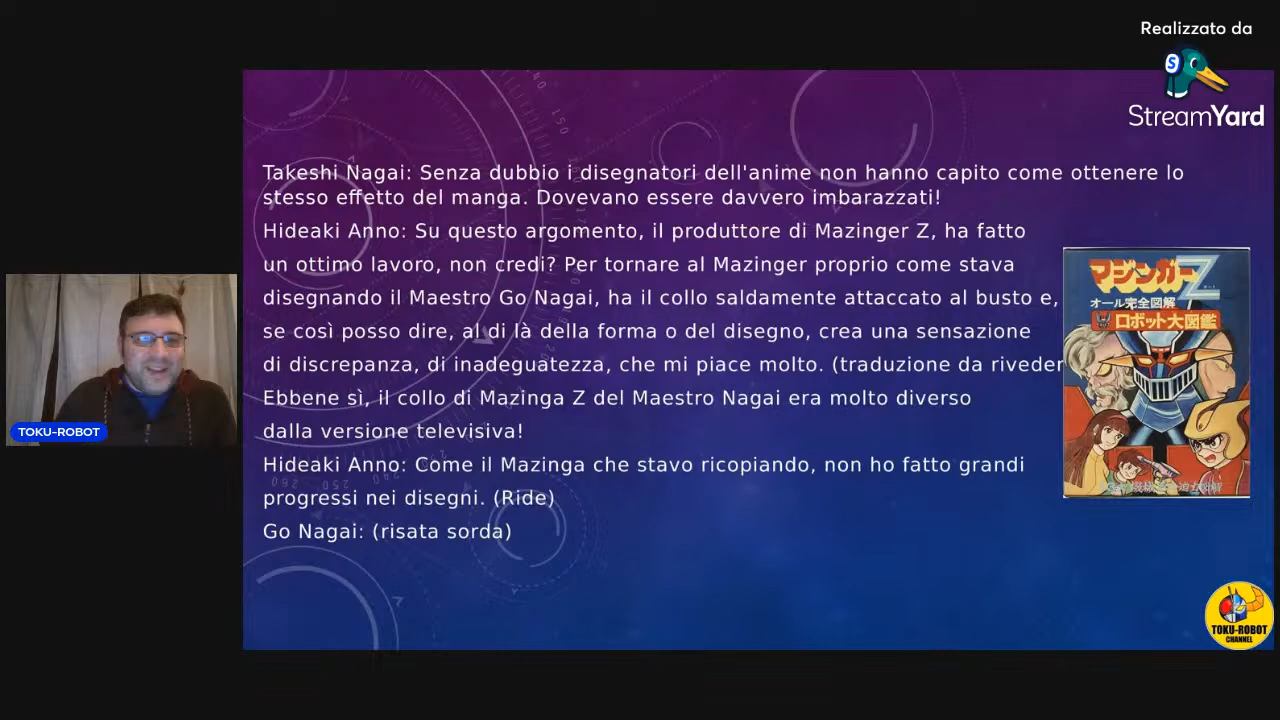 Realizzato da
StreamYard
Takeshi Nagai: Senza dubbio i disegnatori dell'anime non hanno capito come ottenere lo
stesso effetto del manga. Dovevano essere davvero imbarazzati!
Hideaki Anno: Su questo argomento, il produttore di Mazinger Z, ha fatto
un ottimo lavoro, non credi? Per tornare al Mazinger proprio come stava
disegnando il Maestro Go Nagai, ha il collo saldamente attaccato al busto e,
se così posso dire, al di là della forma o del disegno, crea una sensazione
di discrepanza, di inadeguatezza, che mi piace molto. (traduzione da riveder
Ebbene sì, il collo di Mazinga Z del Maestro Nagai era molto diverso
dalla versione televisiva!
Hideaki Anno: Come il Mazinga che stavo ricopiando, non ho fatto grandi
progressi nei disegni. (Ride)
Go Nagai: (risata sorda)
マジンガーZ
オール完全図解
ロボット大図鑑
TOKU-ROBOT
TOKU-ROBOT
CHANNEL